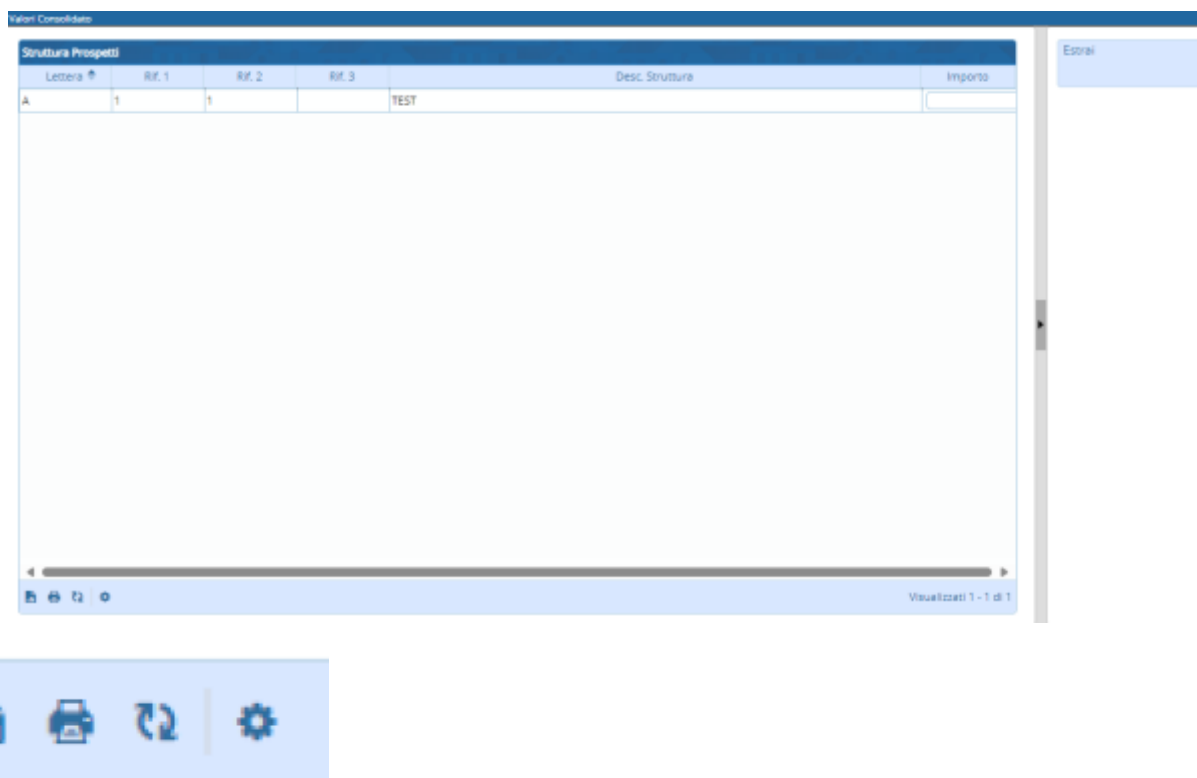 Valori Consolidato
Struttura Prospetti
Lettera Rif. 1 Rif. 2 Rif. 3 Desc. Struttura Importo
A 1 1 TEST
Visualizzati 1 - 1 di 1
Estrai